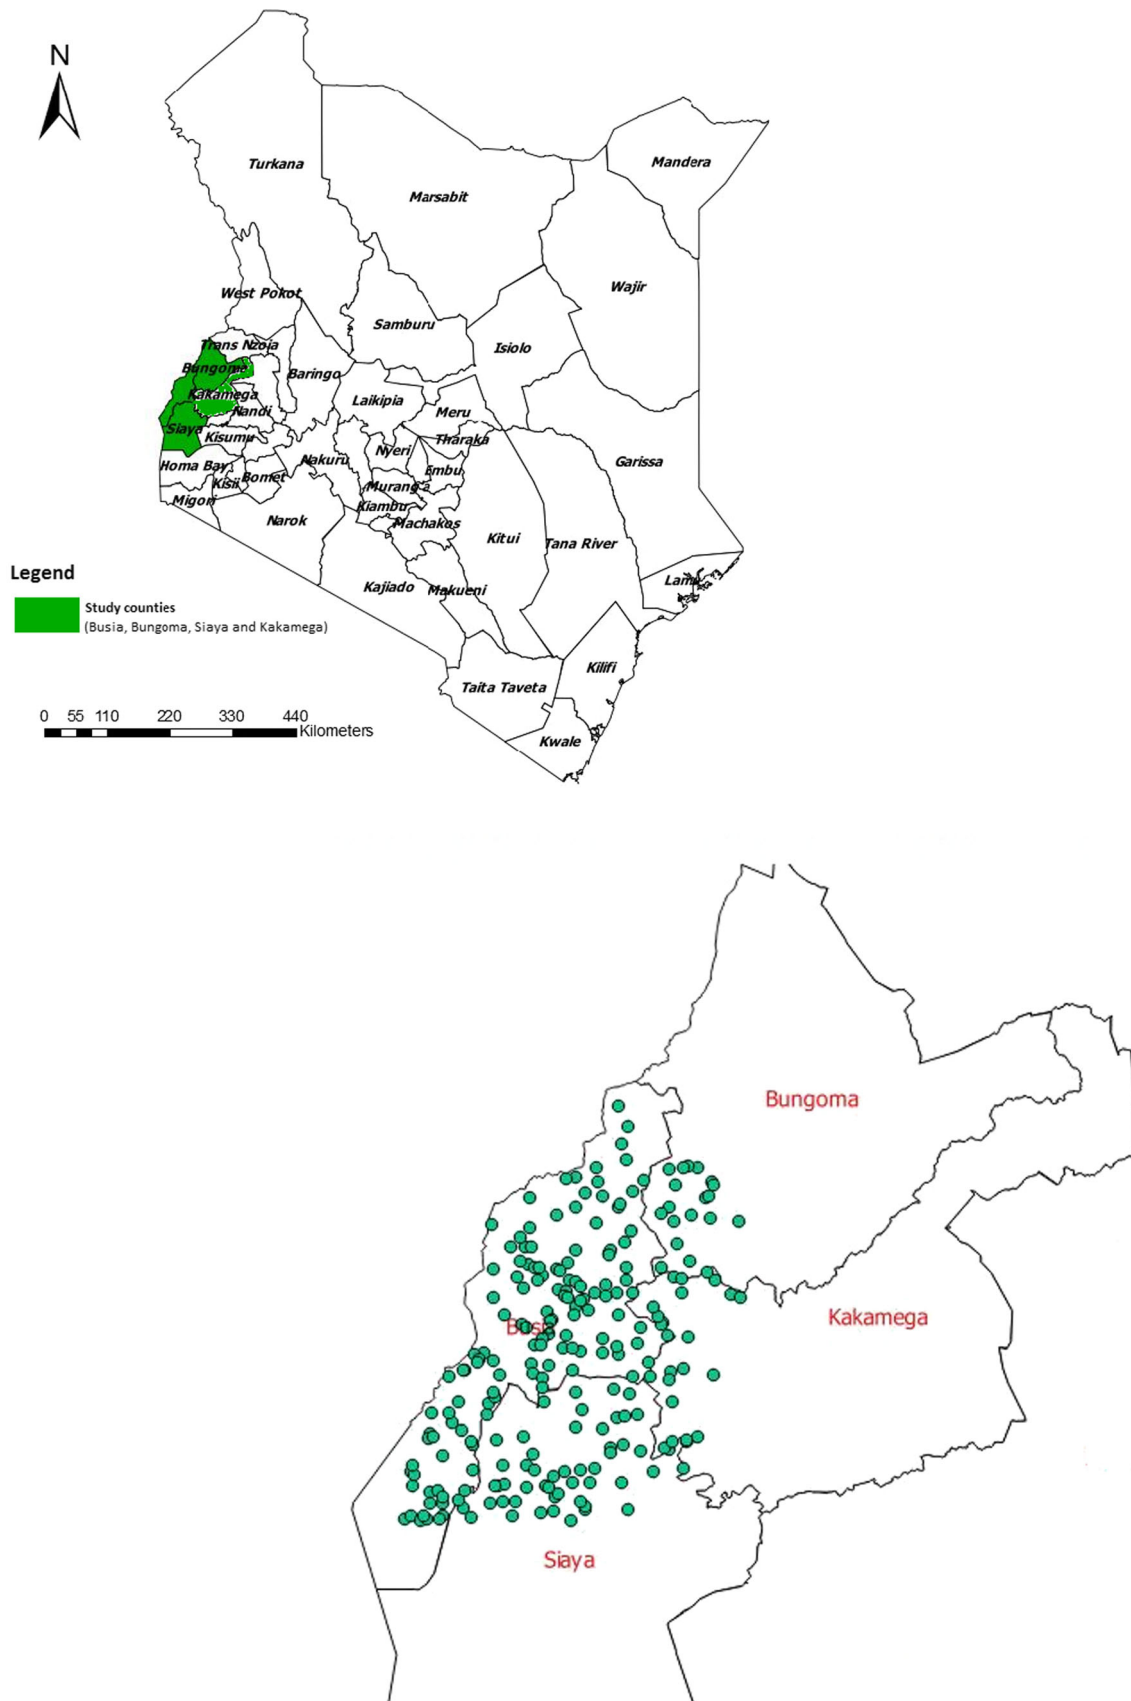 N
Turkana
Mandera
Marsabit
Wajir
West Pokot
Samburu
Trans Nzoia
Isiolo
Bungoma
Baringo
Kakamega
Laikipia
Nandi
Meru
Siaya
Kisumu
Tharaka
Nyeri
Nakuru
Garissa
Homa Bay
Embu
Bomet
Kisii
Murang'a
Migori
Kiambu
Narok
Machakos
Kitui
Tana River
Legend
Kajiado
Makueni
Lamu
Study counties
(Busia, Bungoma, Siaya and Kakamega)
Kilifi
Taita Taveta
0 55 110 220 330 440
Kilometers
Kwale
Bungoma
Kakamega
Busia
Siaya